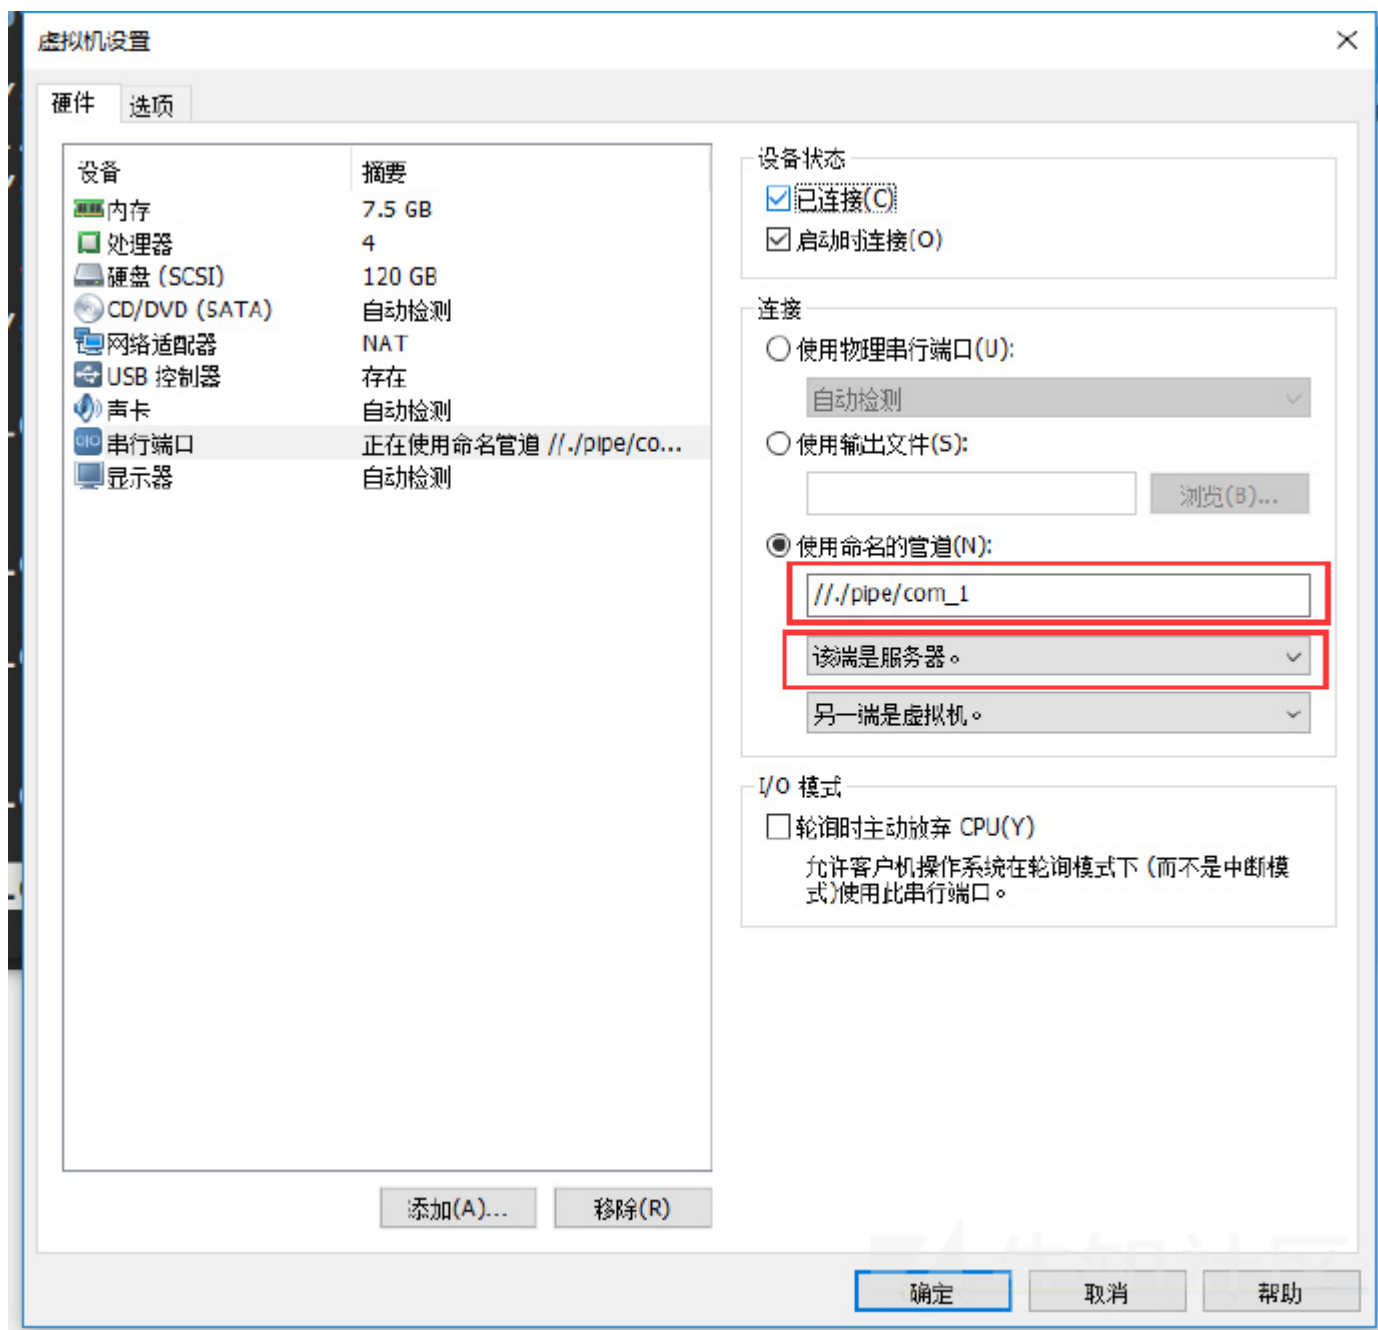 虚拟机设置
硬件 选项
设备 摘要
内存 7.5 GB
处理器 4
硬盘 (SCSI) 120 GB
CD/DVD (SATA) 自动检测
网络适配器 NAT
USB 控制器 存在
声卡 自动检测
串行端口 正在使用命名管道 //./pipe/co...
显示器 自动检测
添加(A)... 移除(R)
设备状态
已连接(C)
启动时连接(O)
连接
使用物理串行端口(U):
自动检测
使用输出文件(S):
浏览(B)...
使用命名的管道(N):
//./pipe/com_1
该端是服务器。
另一端是虚拟机。
I/O 模式
轮询时主动放弃 CPU(Y)
允许客户机操作系统在轮询模式下 (而不是中断模
式)使用此串行端口。
先知社区
确定 取消 帮助